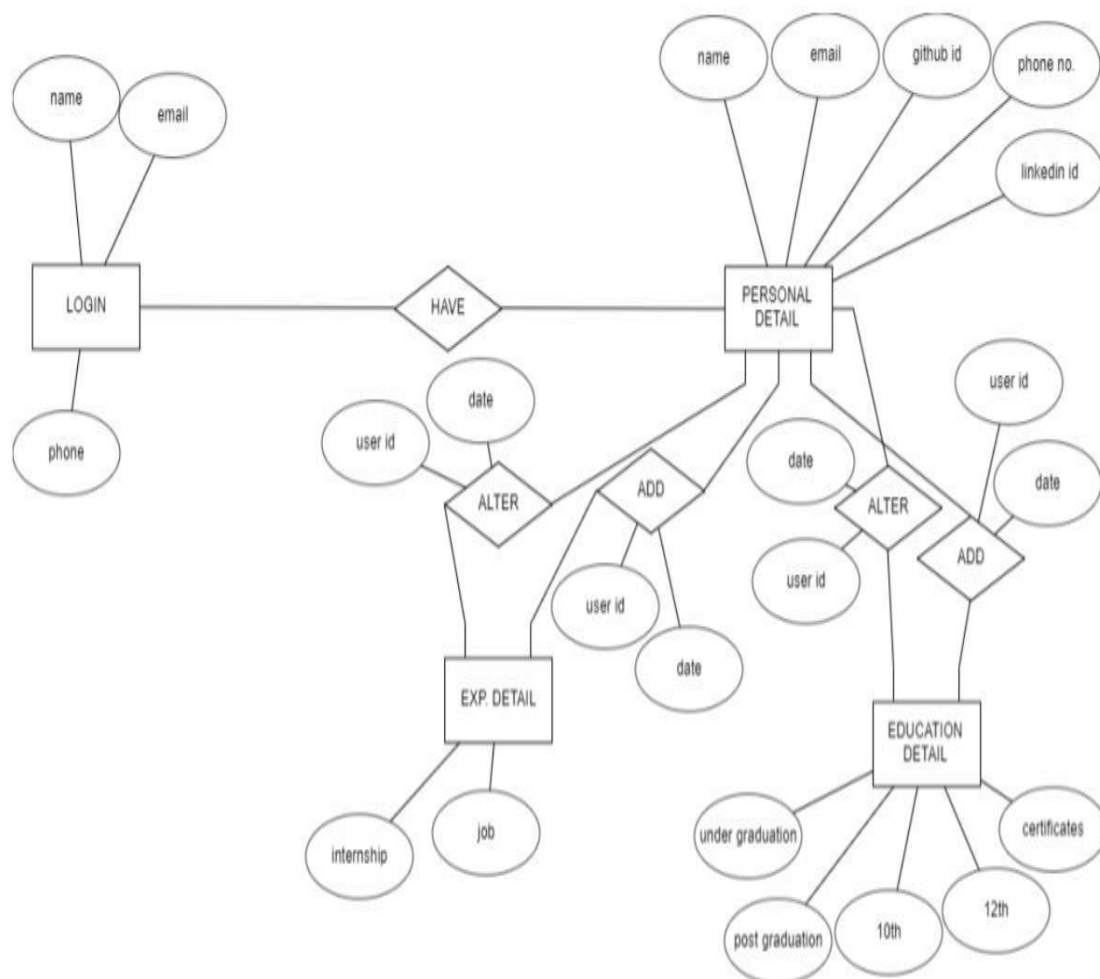 name
email
github id
phone no.
name
email
linkedin id
LOGIN
HAVE
PERSONAL
DETAIL
phone
user id
date
ALTER
ADD
user id
date
date
ALTER
user id
user id
date
ADD
EXP. DETAIL
internship
job
EDUCATION
DETAIL
under graduation
post graduation
10th
12th
certificates